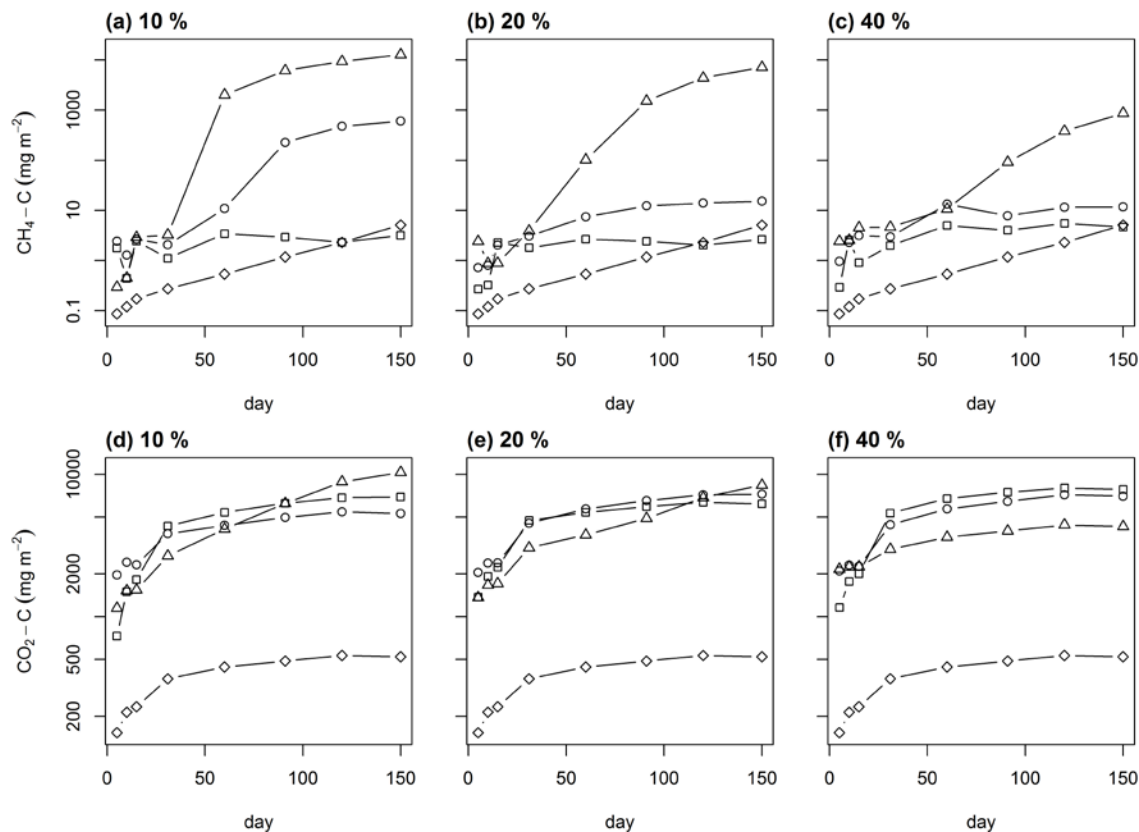 (a) 10 %
(b) 20 %
(c) 40 %
CH₄ – C (mg m⁻²)
1000
10
0.1
0 50 100 150
0 50 100 150
0 50 100 150
day
day
day
(d) 10 %
(e) 20 %
(f) 40 %
CO₂ – C (mg m⁻²)
10000
2000
500
200
0 50 100 150
0 50 100 150
0 50 100 150
day
day
day